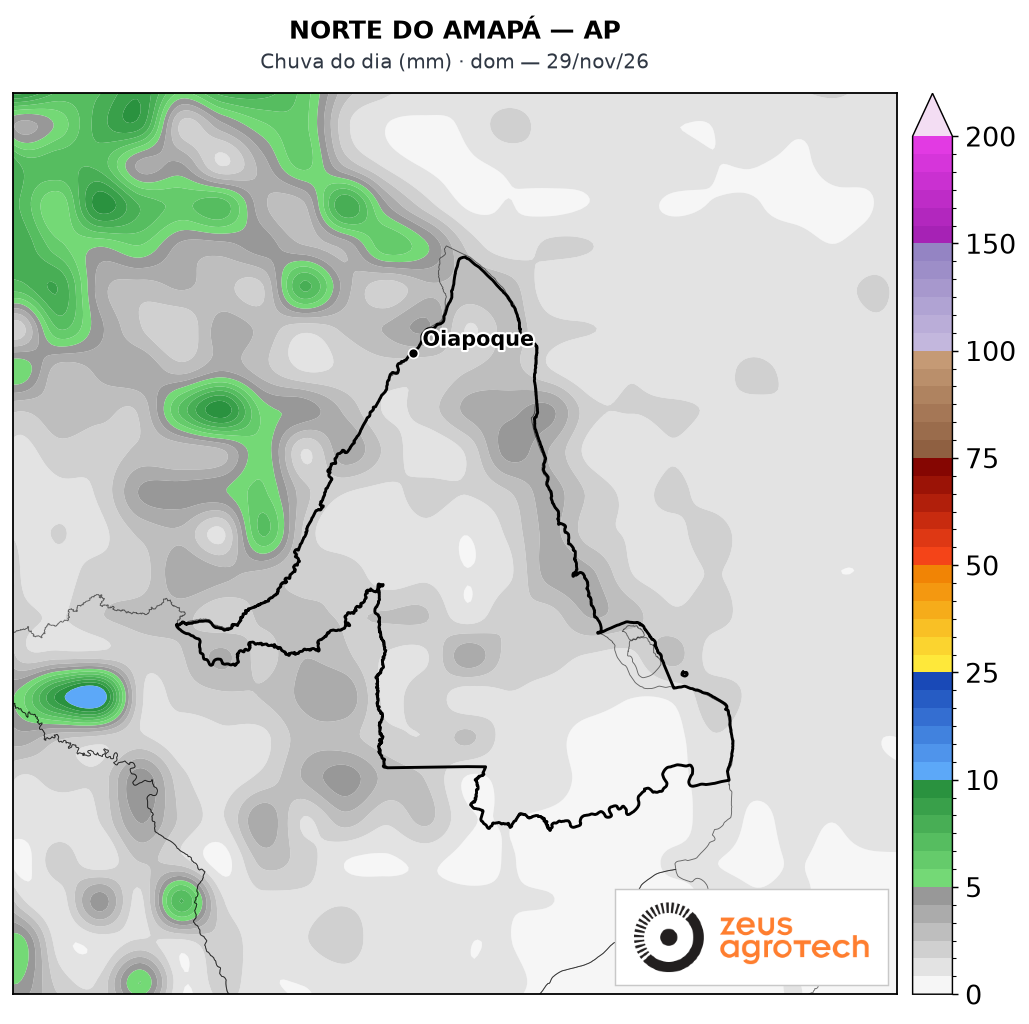 NORTE DO AMAPÁ — AP
Chuva do dia (mm) · dom — 29/nov/26
200
150
100
75
50
25
10
5
0
Oiapoque
zeus
agrotech